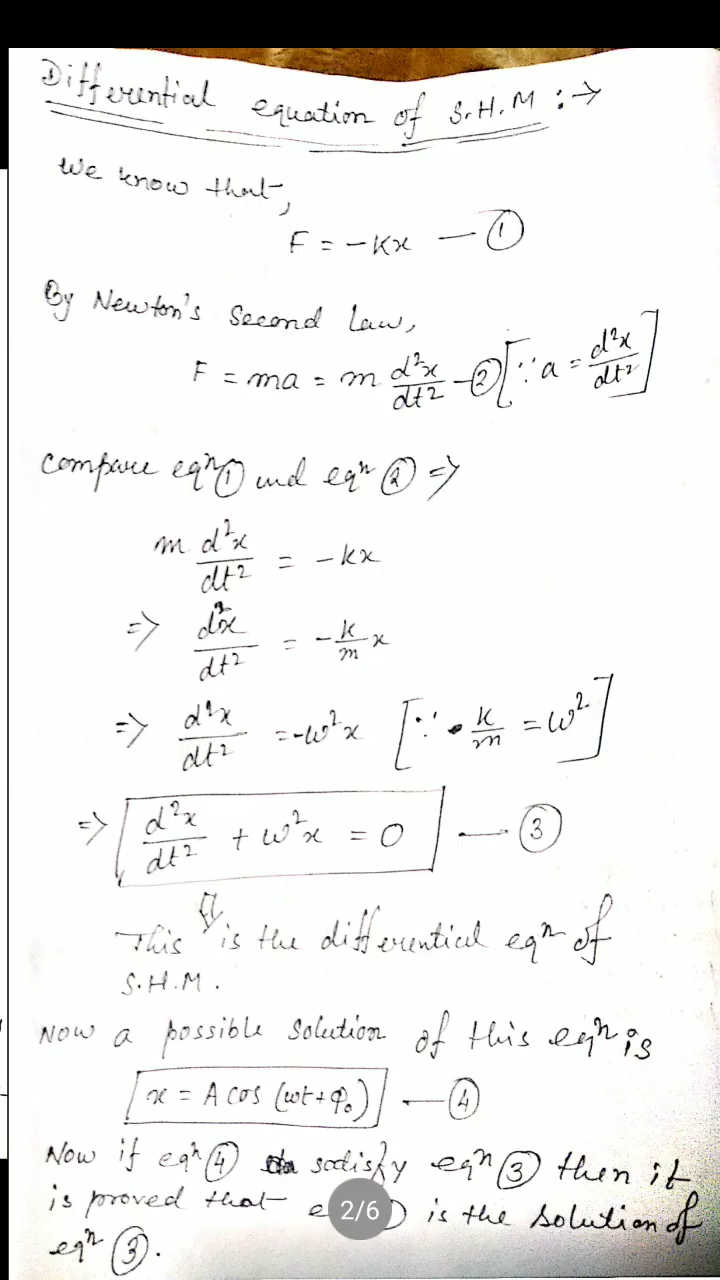 Differential equation of S.H.M :→
We know that,
F = -Kx — ①
By Newton's Second Law,
F = ma = m d²x/dt² - ② [∵ a = d²x/dt²]
compare eqⁿ ① and eqⁿ ② ⇒
m d²x/dt² = -kx
⇒ d²x/dt² = -k/m x
⇒ d²x/dt² = -ω²x [∵ k/m = ω²]
⇒ d²x/dt² + ω²x = 0 — ③
This is the differential eqⁿ of
S.H.M.
Now a possible solution of this eqⁿ is
x = A cos (ωt + φ₀) — ④
Now if eqⁿ ④ satisfy eqⁿ ③ then it
is proved that is the solution of
eqⁿ ③.
2/6